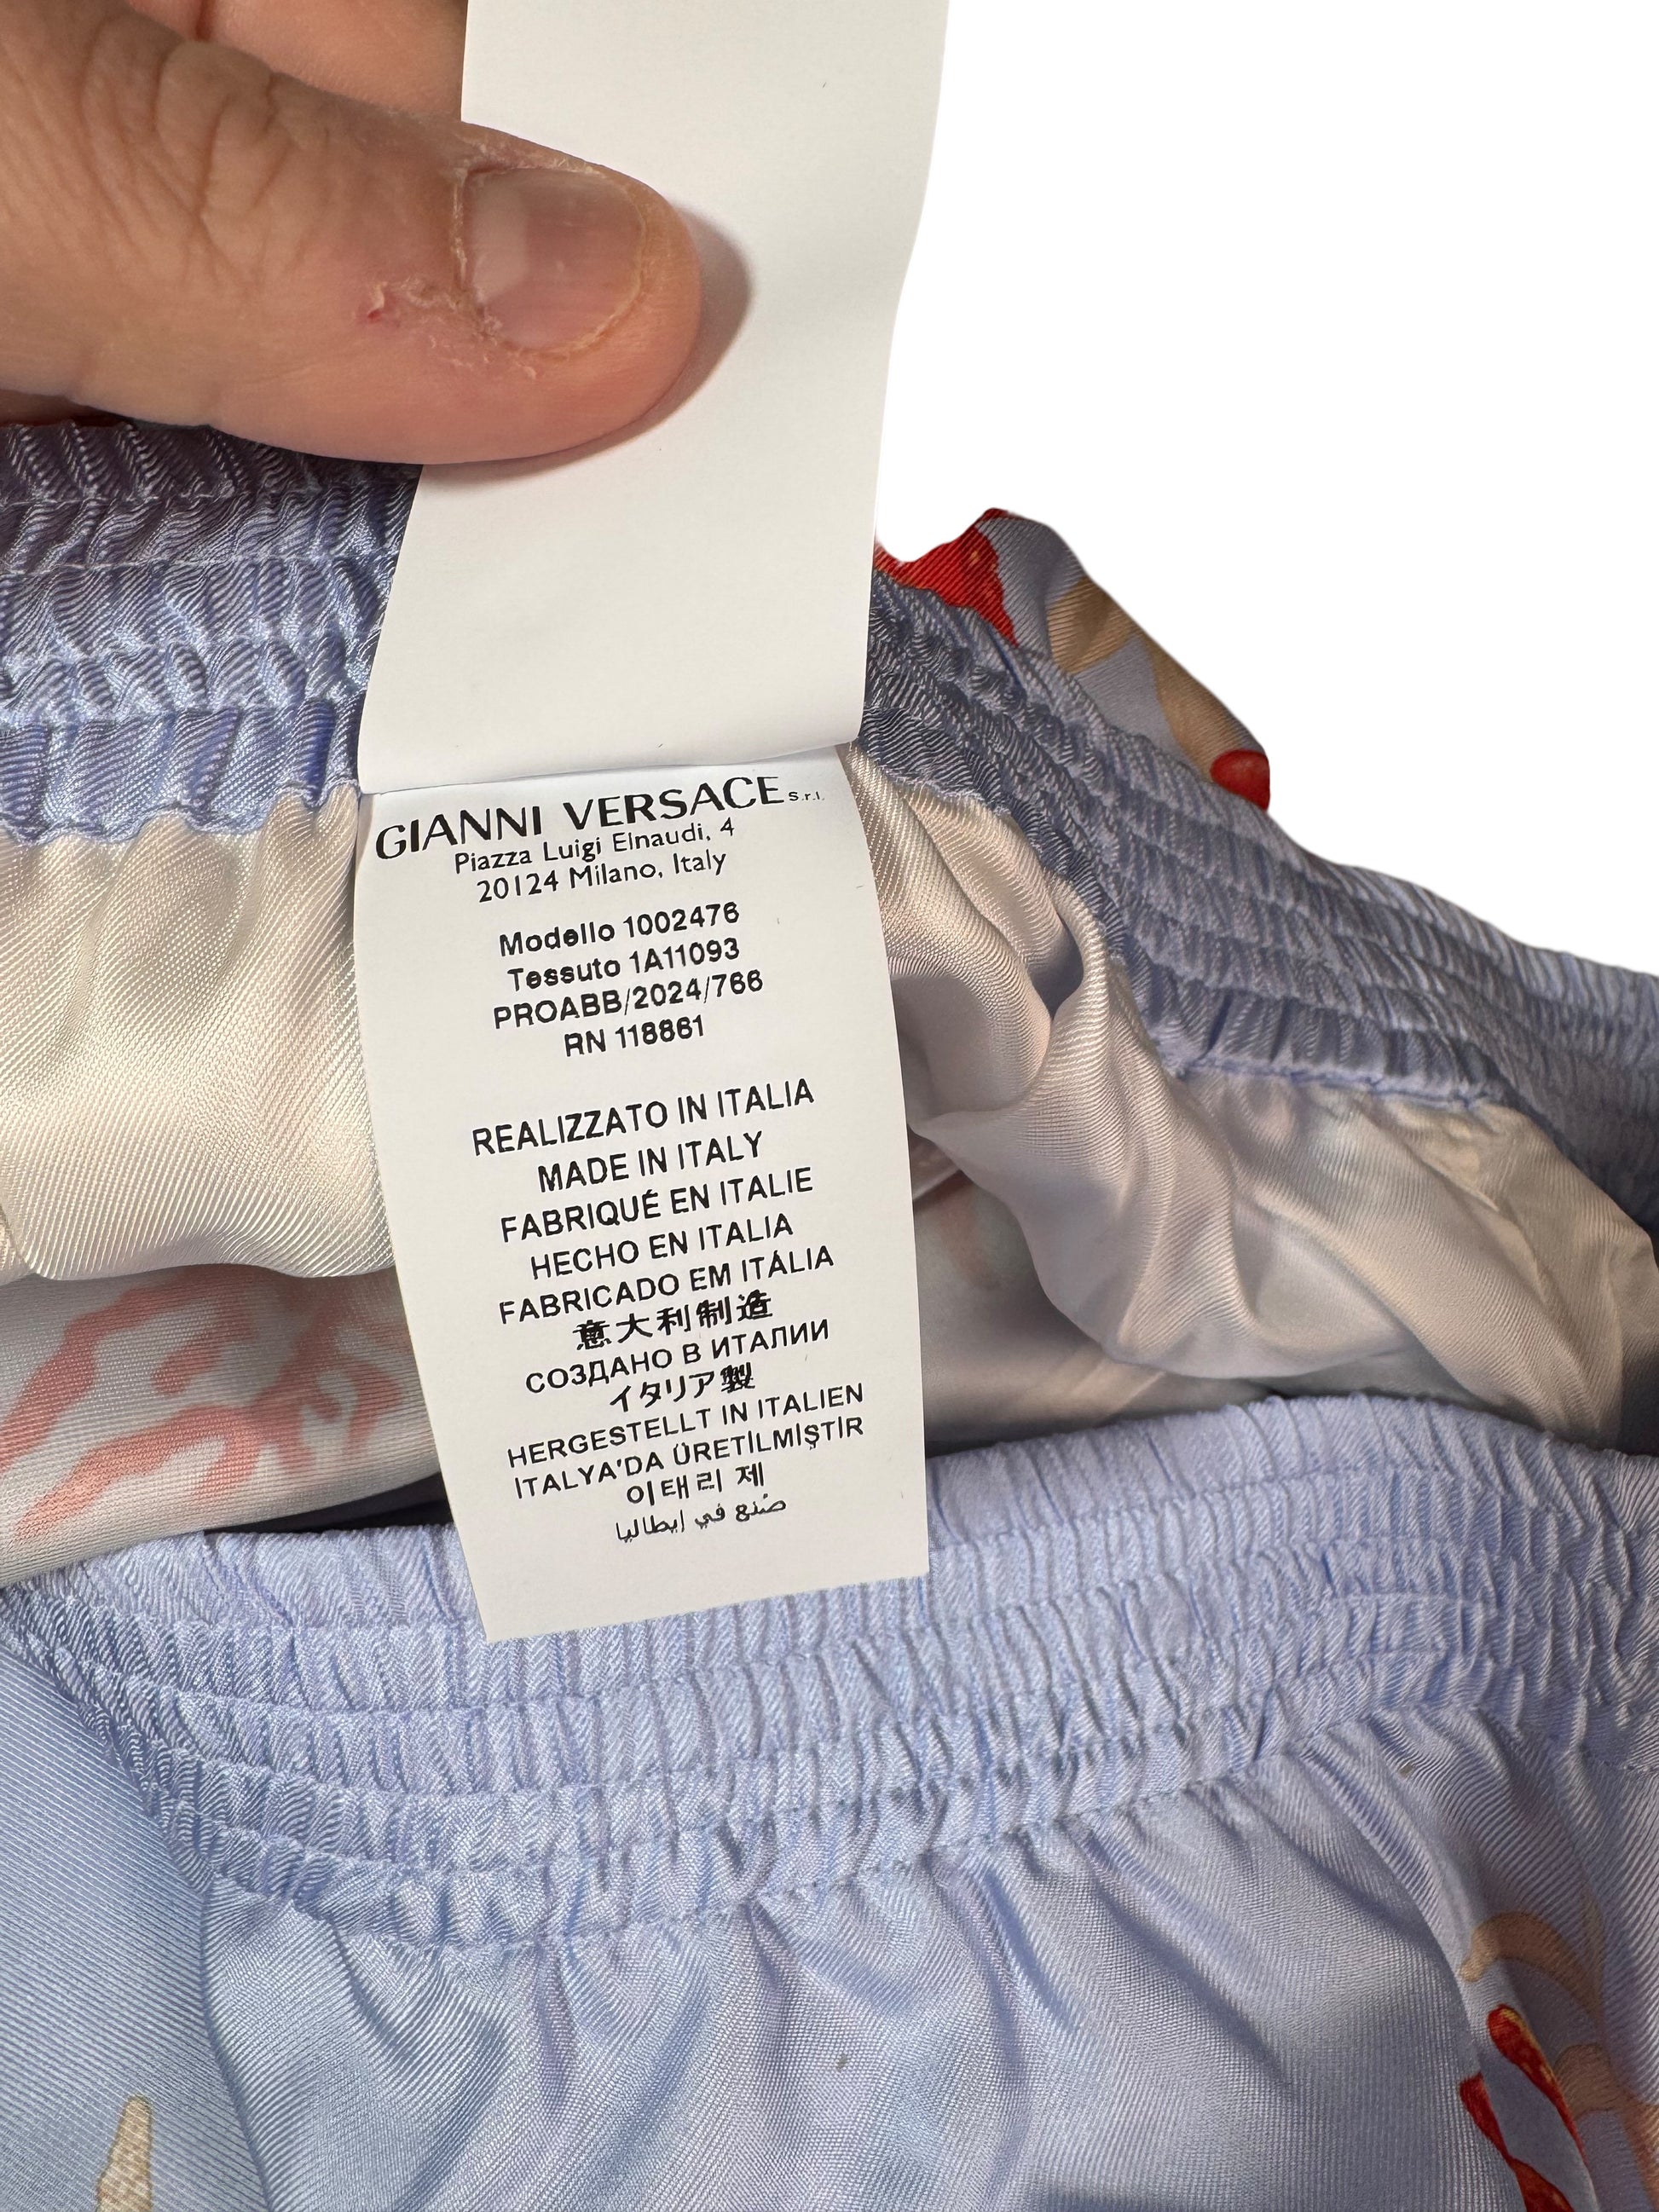 GIANNI VERSACE s.r.l.
Piazza Luigi Einaudi, 4
20124 Milano, Italy
Modello 1002476
Tessuto 1A11093
PROABB/2024/766
RN 118861
REALIZZATO IN ITALIA
MADE IN ITALY
FABRIQUÉ EN ITALIE
HECHO EN ITALIA
FABRICADO EM ITÁLIA
意大利制造
СОЗДАНО В ИТАЛИИ
イタリア製
HERGESTELLT IN ITALIEN
İTALYA'DA ÜRETİLMİŞTİR
이태리 제
صُنع في إيطاليا